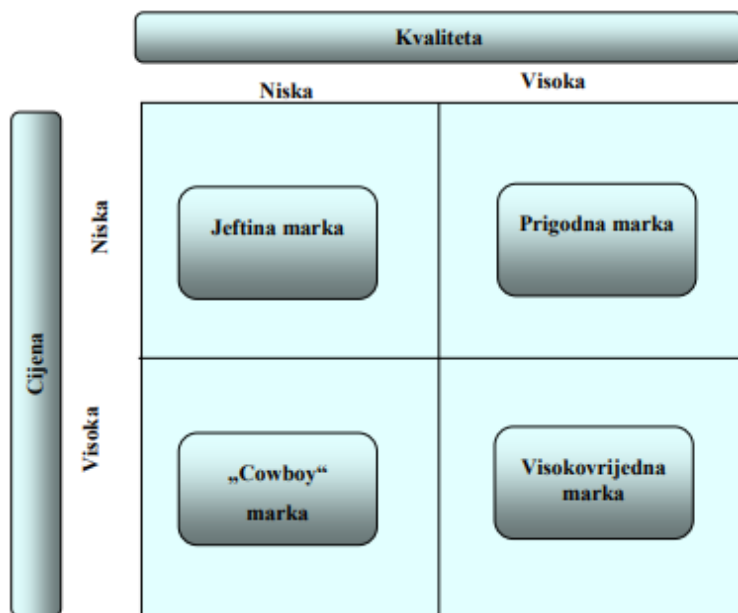 Kvaliteta
Niska
Visoka
Cijena
Niska
Jeftina marka
Prigodna marka
Visoka
„Cowboy“
marka
Visokovrijedna
marka